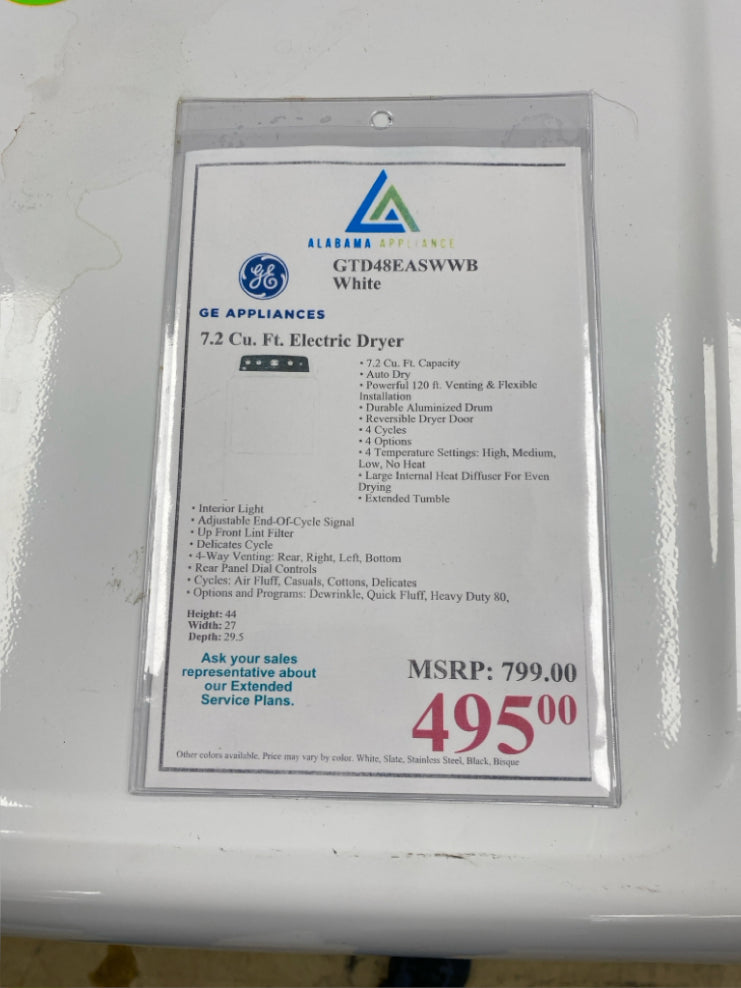 ALABAMA APPLIANCE
GE
GTD48EASWWB
White
GE APPLIANCES
7.2 Cu. Ft. Electric Dryer
• 7.2 Cu. Ft. Capacity
• Auto Dry
• Powerful 120 ft. Venting & Flexible
Installation
• Durable Aluminized Drum
• Reversible Dryer Door
• 4 Cycles
• 4 Options
• 4 Temperature Settings: High, Medium,
Low, No Heat
• Large Internal Heat Diffuser For Even
Drying
• Extended Tumble
• Interior Light
• Adjustable End-Of-Cycle Signal
• Up Front Lint Filter
• Delicates Cycle
• 4-Way Venting: Rear, Right, Left, Bottom
• Rear Panel Dial Controls
• Cycles: Air Fluff, Casuals, Cottons, Delicates
• Options and Programs: Dewrinkle, Quick Fluff, Heavy Duty 80,
Height: 44
Width: 27
Depth: 29.5
Ask your sales
representative about
our Extended
Service Plans.
MSRP: 799.00
49500
Other colors available. Price may vary by color. White, Slate, Stainless Steel, Black, Bisque